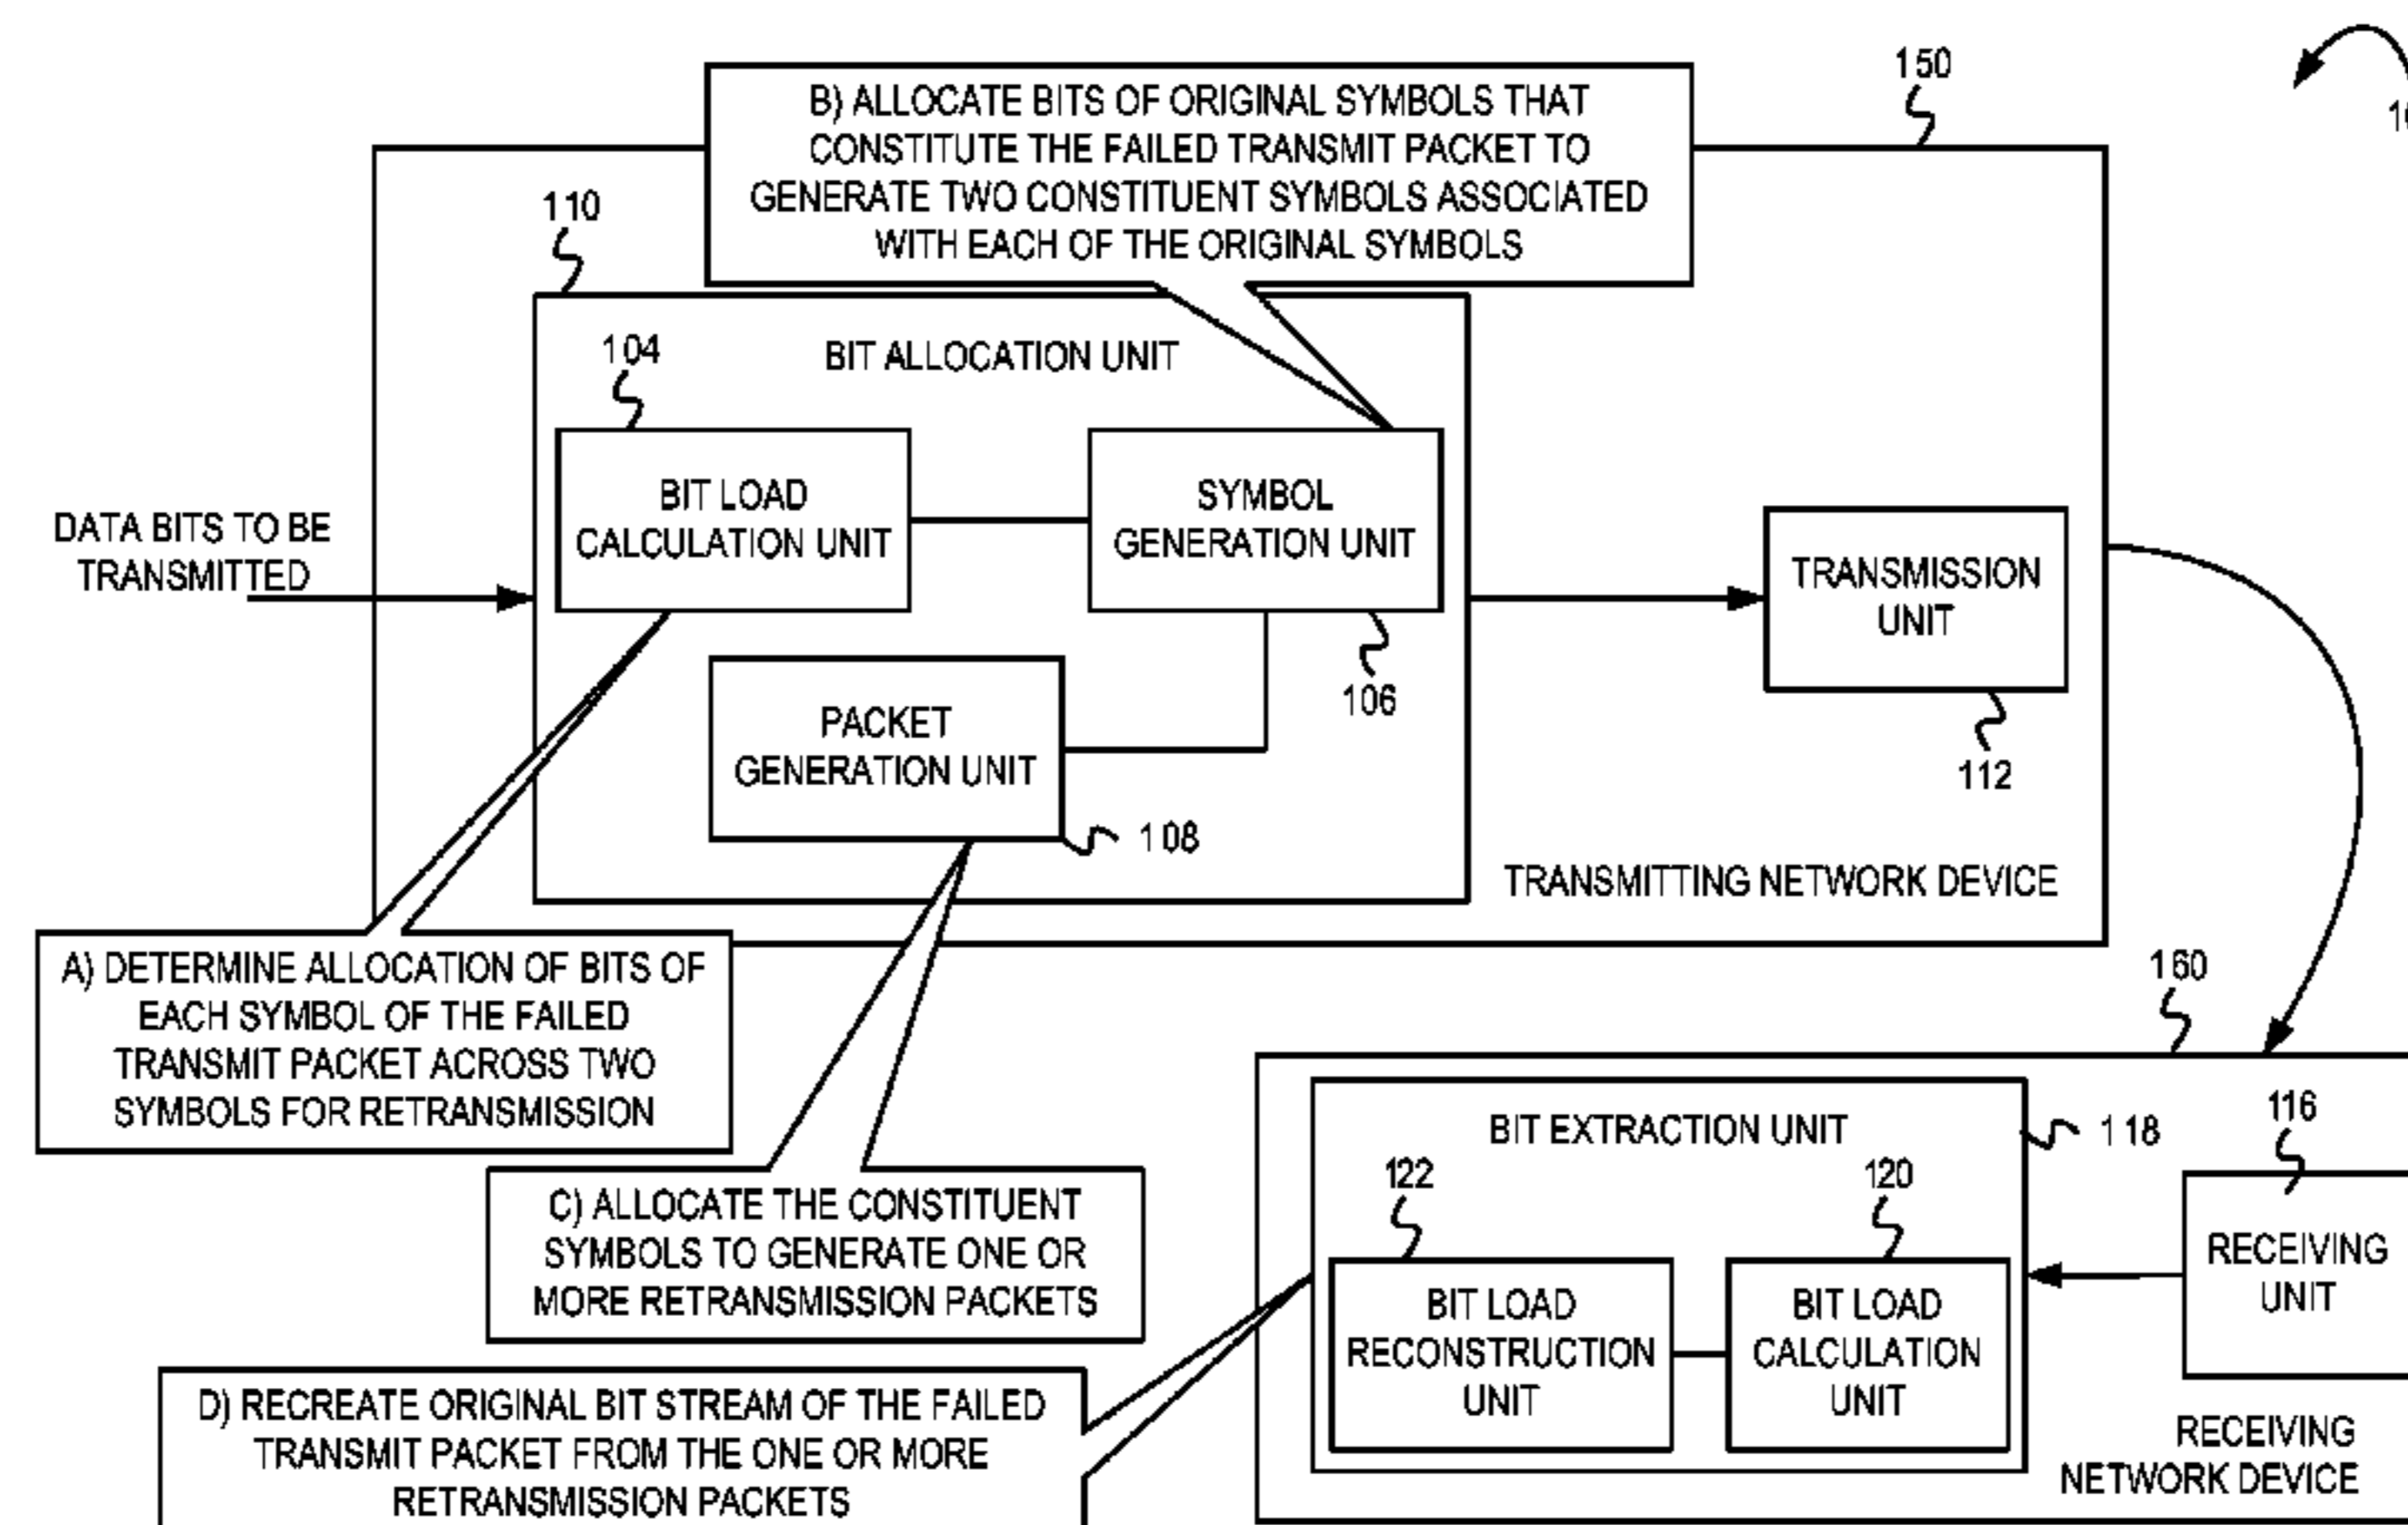 150
B) ALLOCATE BITS OF ORIGINAL SYMBOLS THAT
CONSTITUTE THE FAILED TRANSMIT PACKET TO
GENERATE TWO CONSTITUENT SYMBOLS ASSOCIATED
WITH EACH OF THE ORIGINAL SYMBOLS
110
104
BIT ALLOCATION UNIT
BIT LOAD
CALCULATION UNIT
SYMBOL
GENERATION UNIT
DATA BITS TO BE
TRANSMITTED
TRANSMISSION
UNIT
106
PACKET
GENERATION UNIT
112
108
TRANSMITTING NETWORK DEVICE
A) DETERMINE ALLOCATION OF BITS OF
EACH SYMBOL OF THE FAILED
TRANSMIT PACKET ACROSS TWO
SYMBOLS FOR RETRANSMISSION
160
116
BIT EXTRACTION UNIT
118
122
120
C) ALLOCATE THE CONSTITUENT
SYMBOLS TO GENERATE ONE OR
MORE RETRANSMISSION PACKETS
RECEIVING
UNIT
BIT LOAD
RECONSTRUCTION
UNIT
BIT LOAD
CALCULATION
UNIT
D) RECREATE ORIGINAL BIT STREAM OF THE FAILED
TRANSMIT PACKET FROM THE ONE OR MORE
RETRANSMISSION PACKETS
RECEIVING
NETWORK DEVICE